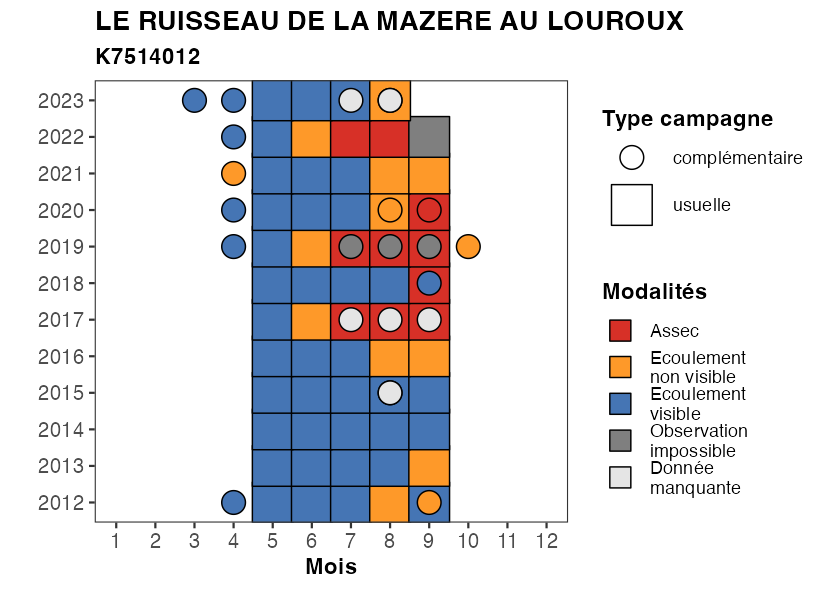 LE RUISSEAU DE LA MAZERE AU LOUROUX
K7514012
2023
2022
2021
2020
2019
2018
2017
2016
2015
2014
2013
2012
1 2 3 4 5 6 7 8 9 10 11 12
Mois
Type campagne
complémentaire
usuelle
Modalités
Assec
Ecoulement
non visible
Ecoulement
visible
Observation
impossible
Donnée
manquante